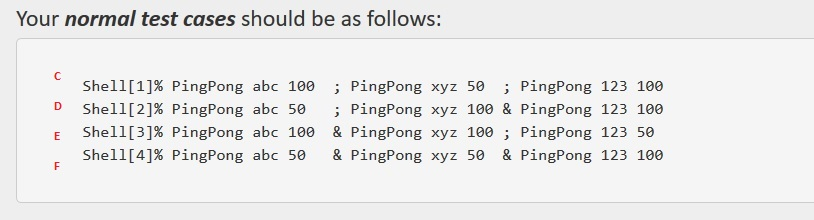 Your normal test cases should be as follows:
C
Shell[1]% PingPong abc 100 ; PingPong xyz 50 ; PingPong 123 100
D
Shell[2]% PingPong abc 50 ; PingPong xyz 100 & PingPong 123 100
E
Shell[3]% PingPong abc 100 & PingPong xyz 100 ; PingPong 123 50
F
Shell[4]% PingPong abc 50 & PingPong xyz 50 & PingPong 123 100